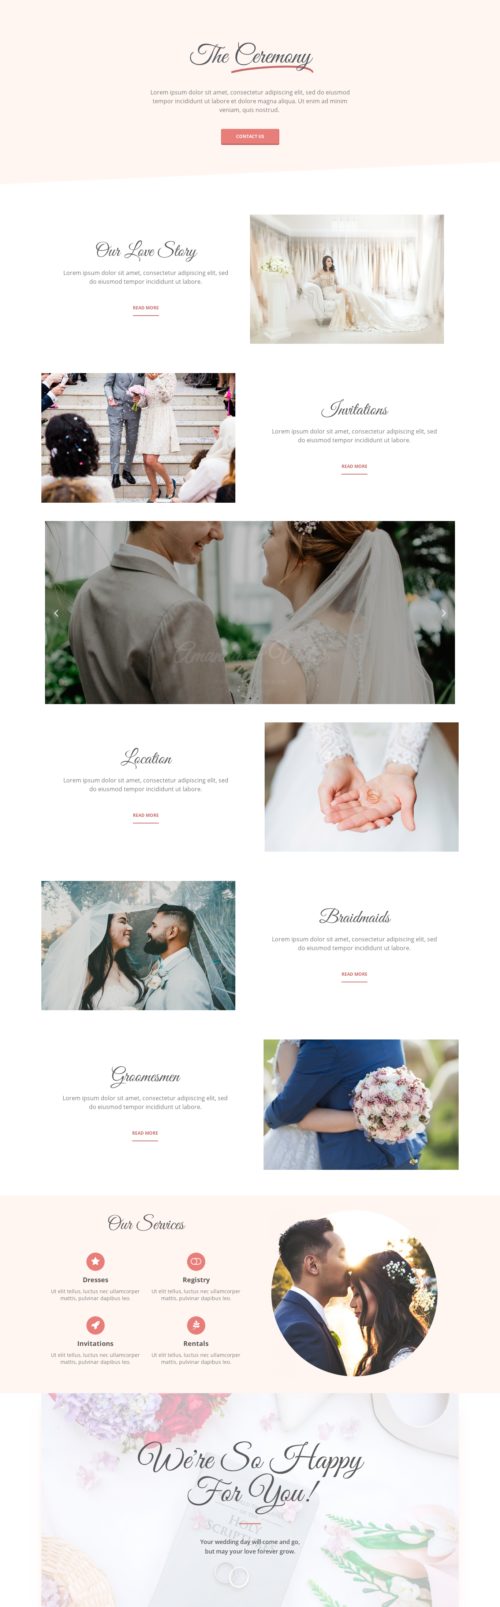 The Ceremony
Lorem ipsum dolor sit amet, consectetur adipiscing elit, sed do eiusmod
tempor incididunt ut labore et dolore magna aliqua. Ut enim ad minim
veniam, quis nostrud.
CONTACT US
Our Love Story
Lorem ipsum dolor sit amet, consectetur adipiscing elit, sed
do eiusmod tempor incididunt ut labore.
READ MORE
Invitations
Lorem ipsum dolor sit amet, consectetur adipiscing elit, sed
do eiusmod tempor incididunt ut labore.
READ MORE
Location
Lorem ipsum dolor sit amet, consectetur adipiscing elit, sed
do eiusmod tempor incididunt ut labore.
READ MORE
Braidmaids
Lorem ipsum dolor sit amet, consectetur adipiscing elit, sed
do eiusmod tempor incididunt ut labore.
READ MORE
Groomesmen
Lorem ipsum dolor sit amet, consectetur adipiscing elit, sed
do eiusmod tempor incididunt ut labore.
READ MORE
Our Services
Dresses
Ut elit tellus, luctus nec ullamcorper
mattis, pulvinar dapibus leo.
Registry
Ut elit tellus, luctus nec ullamcorper
mattis, pulvinar dapibus leo.
Invitations
Ut elit tellus, luctus nec ullamcorper
mattis, pulvinar dapibus leo.
Rentals
Ut elit tellus, luctus nec ullamcorper
mattis, pulvinar dapibus leo.
We're So Happy
For You!
HOLY
Your wedding day will come and go,
but may your love forever grow.